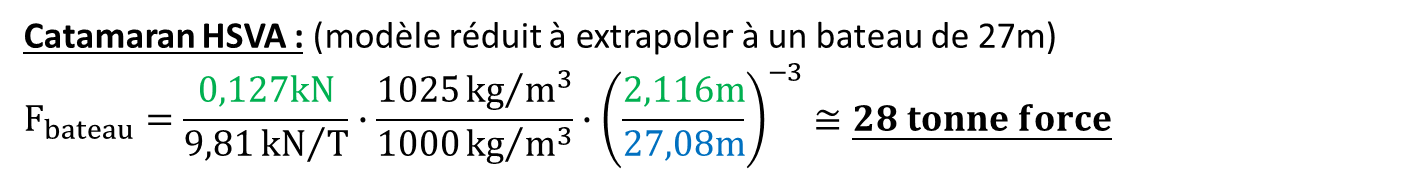 Catamaran HSVA : (modèle réduit à extrapoler à un bateau de 27m)
F_bateau = 0,127kN / 9,81 kN/T · 1025 kg/m³ / 1000 kg/m³ · (2,116m / 27,08m)⁻³ ≅ 28 tonne force